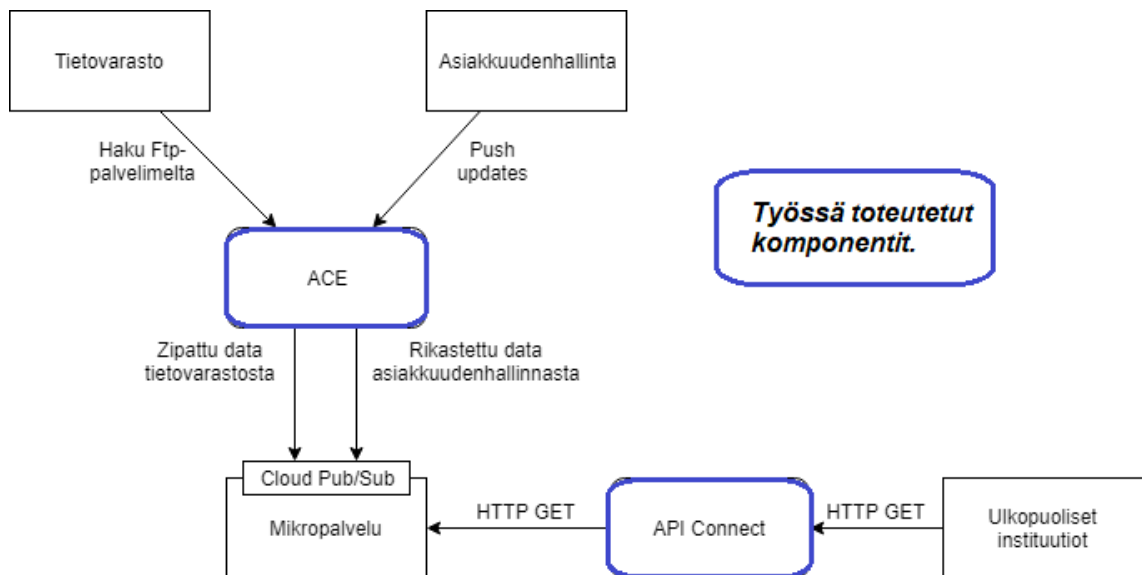 Tietovarasto
Asiakkuudenhallinta
Haku Ftp-
palvelimelta
Push
updates
Työssä toteutetut
komponentit.
ACE
Zipattu data
tietovarastosta
Rikastettu data
asiakkuudenhallinnasta
Cloud Pub/Sub
Mikropalvelu
HTTP GET
API Connect
HTTP GET
Ulkopuoliset
instituutiot